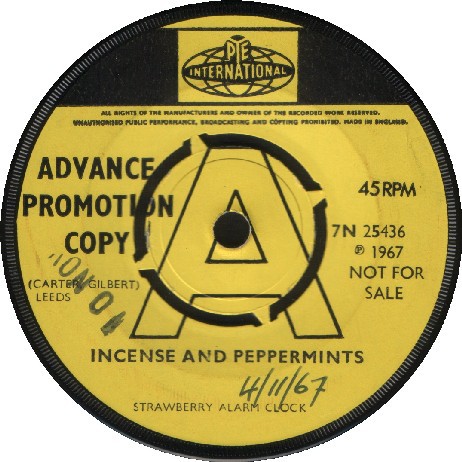 PYE
INTERNATIONAL
ALL RIGHTS OF THE MANUFACTURERS AND OWNER OF THE RECORDED WORK RESERVED.
UNAUTHORISED PUBLIC PERFORMANCE, BROADCASTING AND COPYING PROHIBITED. MADE IN ENGLAND.
ADVANCE
PROMOTION
COPY
A
45RPM
7N 25436
℗ 1967
NOT FOR
SALE
(CARTER, GILBERT)
LEEDS
INCENSE AND PEPPERMINTS
4/11/67
STRAWBERRY ALARM CLOCK